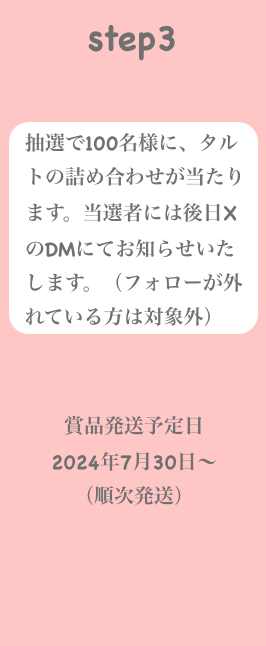 step3
抽選で100名様に、タル
トの詰め合わせが当たり
ます。当選者には後日X
のDMにてお知らせいた
します。（フォローが外
れている方は対象外）
賞品発送予定日
2024年7月30日〜
（順次発送）